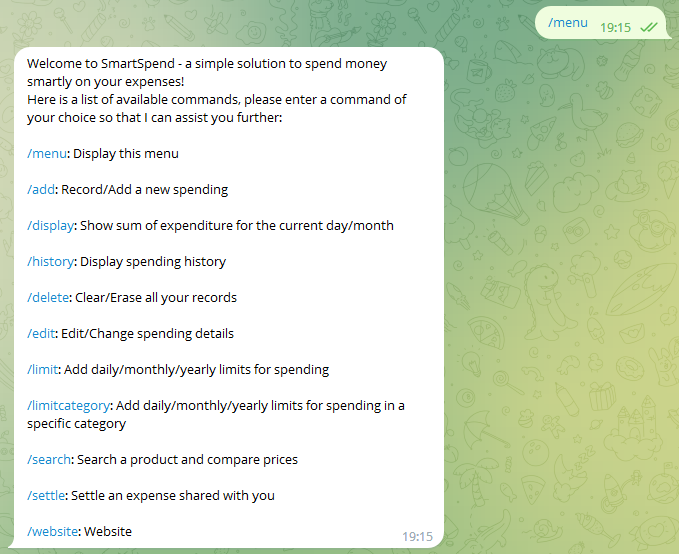 /menu 19:15
Welcome to SmartSpend - a simple solution to spend money
smartly on your expenses!
Here is a list of available commands, please enter a command of
your choice so that I can assist you further:
/menu: Display this menu
/add: Record/Add a new spending
/display: Show sum of expenditure for the current day/month
/history: Display spending history
/delete: Clear/Erase all your records
/edit: Edit/Change spending details
/limit: Add daily/monthly/yearly limits for spending
/limitcategory: Add daily/monthly/yearly limits for spending in a
specific category
/search: Search a product and compare prices
/settle: Settle an expense shared with you
/website: Website 19:15